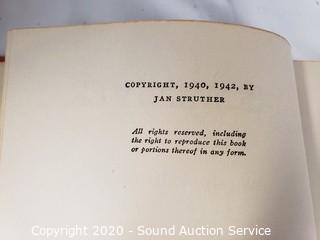 COPYRIGHT, 1940, 1942, BY
JAN STRUTHER
All rights reserved, including
the right to reproduce this book
or portions thereof in any form.
Copyright 2020 - Sound Auction Service